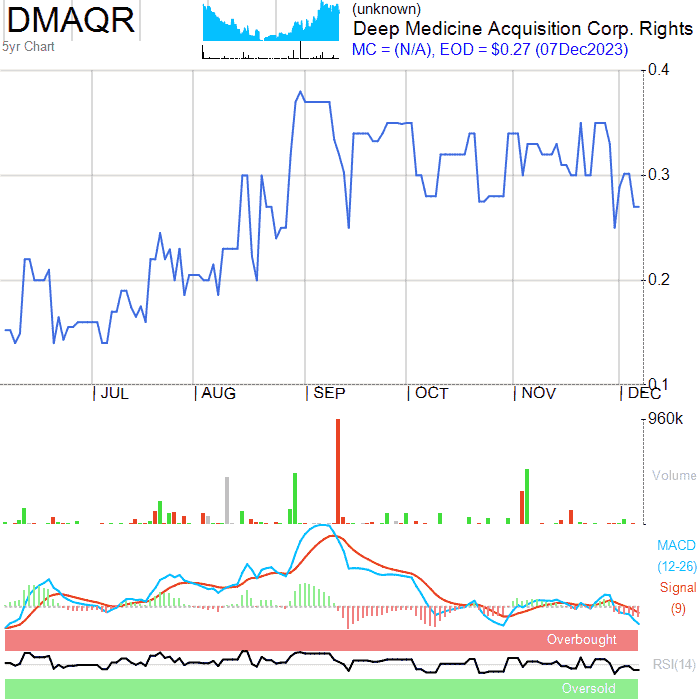 DMAQR
5yr Chart
(unknown)
Deep Medicine Acquisition Corp. Rights
MC = (N/A), EOD = $0.27 (07Dec2023)
0.4
0.3
0.2
0.1
JUL AUG SEP OCT NOV DEC
960k
Volume
MACD
(12-26)
Signal
(9)
Overbought
RSI(14)
Oversold